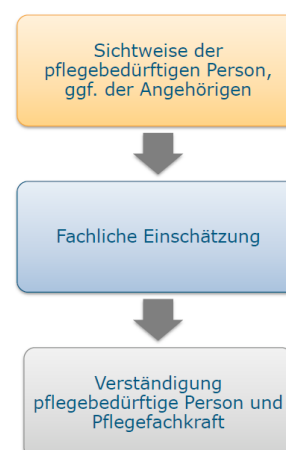 Sichtweise der
pflegebedürftigen Person,
ggf. der Angehörigen
Fachliche Einschätzung
Verständigung
pflegebedürftige Person und
Pflegefachkraft